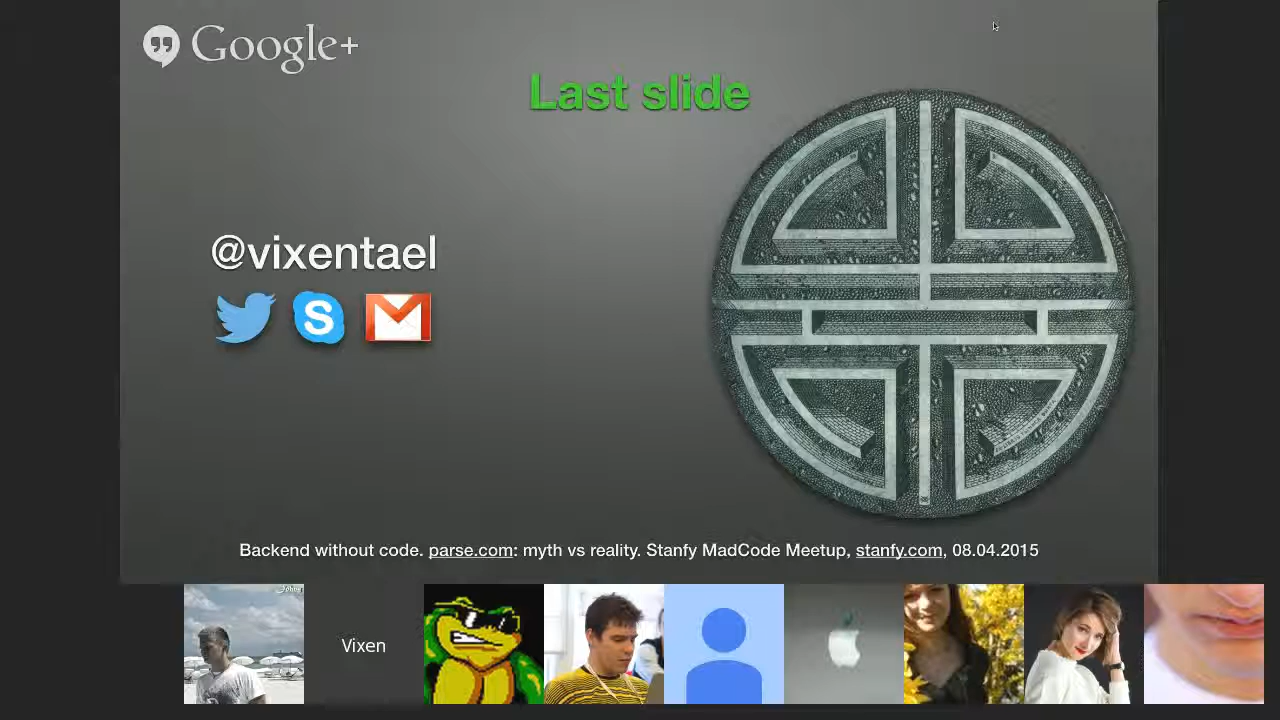 Google+
Last slide
@vixentael
Backend without code. parse.com: myth vs reality. Stanfy MadCode Meetup, stanfy.com, 08.04.2015
Vixen